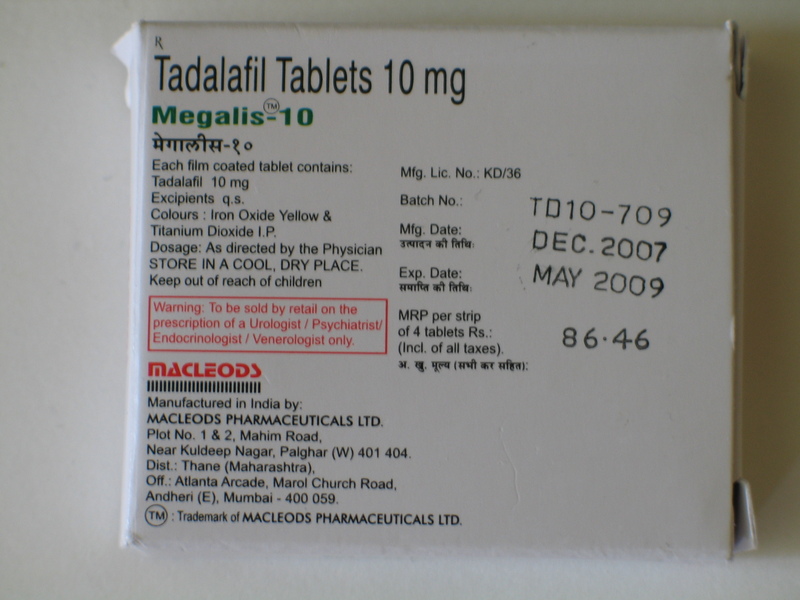 R
Tadalafil Tablets 10 mg
Megalis™-10
मेगालीस-१०
Each film coated tablet contains:
Tadalafil 10 mg
Excipients q.s.
Colours : Iron Oxide Yellow &
Titanium Dioxide I.P.
Dosage: As directed by the Physician
STORE IN A COOL, DRY PLACE.
Keep out of reach of children
Warning: To be sold by retail on the
prescription of a Urologist / Psychiatrist/
Endocrinologist / Venerologist only.
MACLEODS
Manufactured in India by:
MACLEODS PHARMACEUTICALS LTD.
Plot No. 1 & 2, Mahim Road,
Near Kuldeep Nagar, Palghar (W) 401 404.
Dist.: Thane (Maharashtra),
Off.: Atlanta Arcade, Marol Church Road,
Andheri (E), Mumbai - 400 059.
TM : Trademark of MACLEODS PHARMACEUTICALS LTD.
Mfg. Lic. No.: KD/36
Batch No.: TD10-709
Mfg. Date: DEC. 2007
उत्पादन की तिथि:
Exp. Date: MAY 2009
समाप्ति की तिथि:
MRP per strip
of 4 tablets Rs.: 86.46
(Incl. of all taxes).
अ. खु. मूल्य (सभी कर सहित):